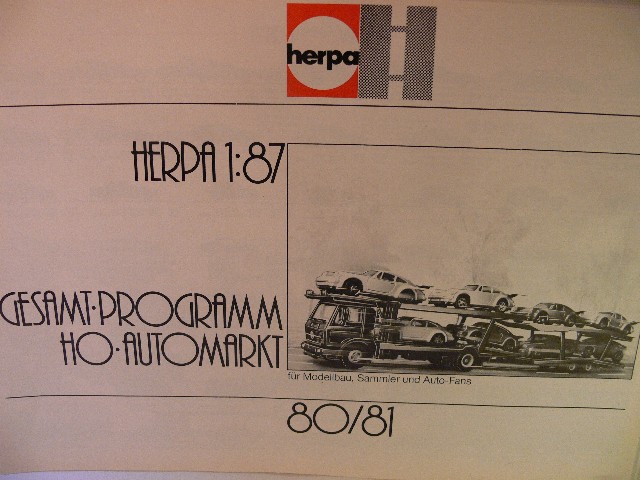 herpa H
HERPA 1:87
GESAMT·PROGRAMM
HO·AUTOMARKT
für Modellbau, Sammler und Auto-Fans
80/81